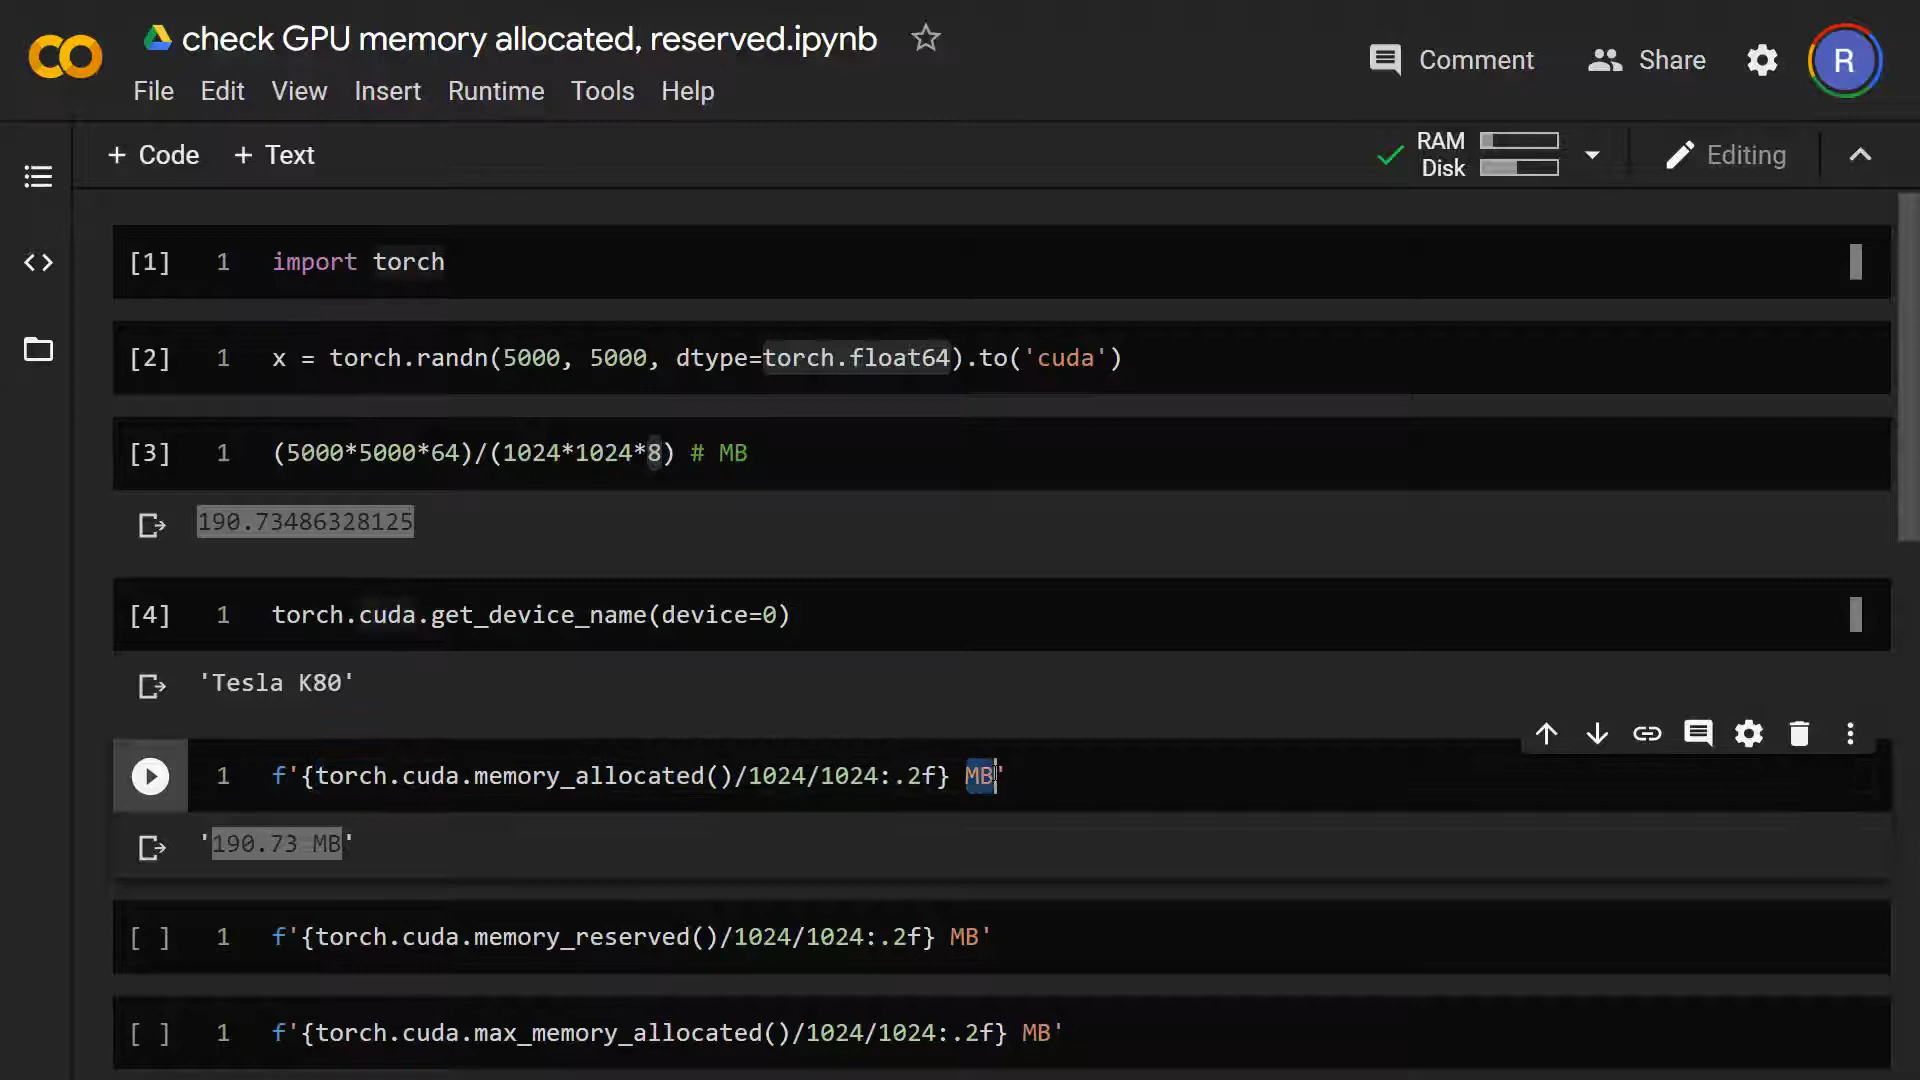 check GPU memory allocated, reserved.ipynb
Comment
Share
R
File Edit View Insert Runtime Tools Help
+ Code + Text
RAM
Disk
Editing
[1] 1 import torch
[2] 1 x = torch.randn(5000, 5000, dtype=torch.float64).to('cuda')
[3] 1 (5000*5000*64)/(1024*1024*8) # MB
190.73486328125
[4] 1 torch.cuda.get_device_name(device=0)
'Tesla K80'
1 f'{torch.cuda.memory_allocated()/1024/1024:.2f} MB'
'190.73 MB'
[ ] 1 f'{torch.cuda.memory_reserved()/1024/1024:.2f} MB'
[ ] 1 f'{torch.cuda.max_memory_allocated()/1024/1024:.2f} MB'